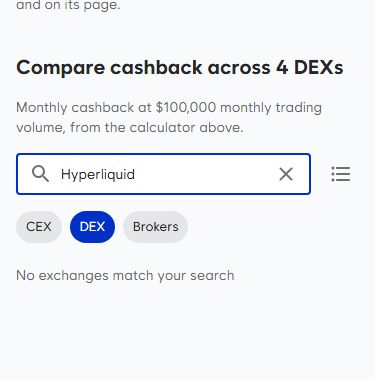 and on its page.
Compare cashback across 4 DEXs
Monthly cashback at $100,000 monthly trading
volume, from the calculator above.
Hyperliquid
CEX DEX Brokers
No exchanges match your search